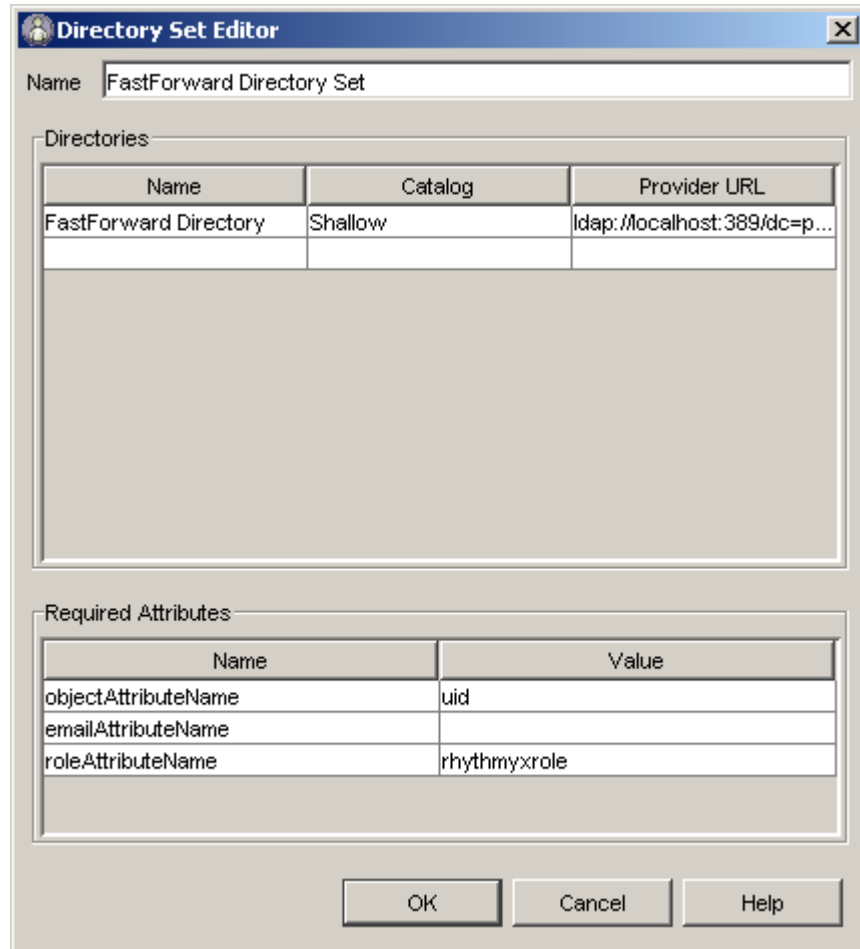 Directory Set Editor
Name FastForward Directory Set
Directories
Name Catalog Provider URL
FastForward Directory Shallow ldap://localhost:389/dc=p...
Required Attributes
Name Value
objectAttributeName uid
emailAttributeName
roleAttributeName rhythmyxrole
OK Cancel Help